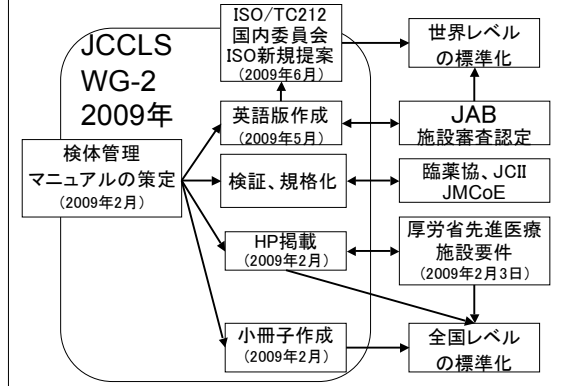 JCCLS
WG-2
2009年
検体管理
マニュアルの策定
(2009年2月)
ISO/TC212
国内委員会
ISO新規提案
(2009年6月)
英語版作成
(2009年5月)
検証、規格化
HP掲載
(2009年2月)
小冊子作成
(2009年2月)
世界レベル
の標準化
JAB
施設審査認定
臨薬協、JCII
JMCoE
厚労省先進医療
施設要件
(2009年2月3日)
全国レベル
の標準化